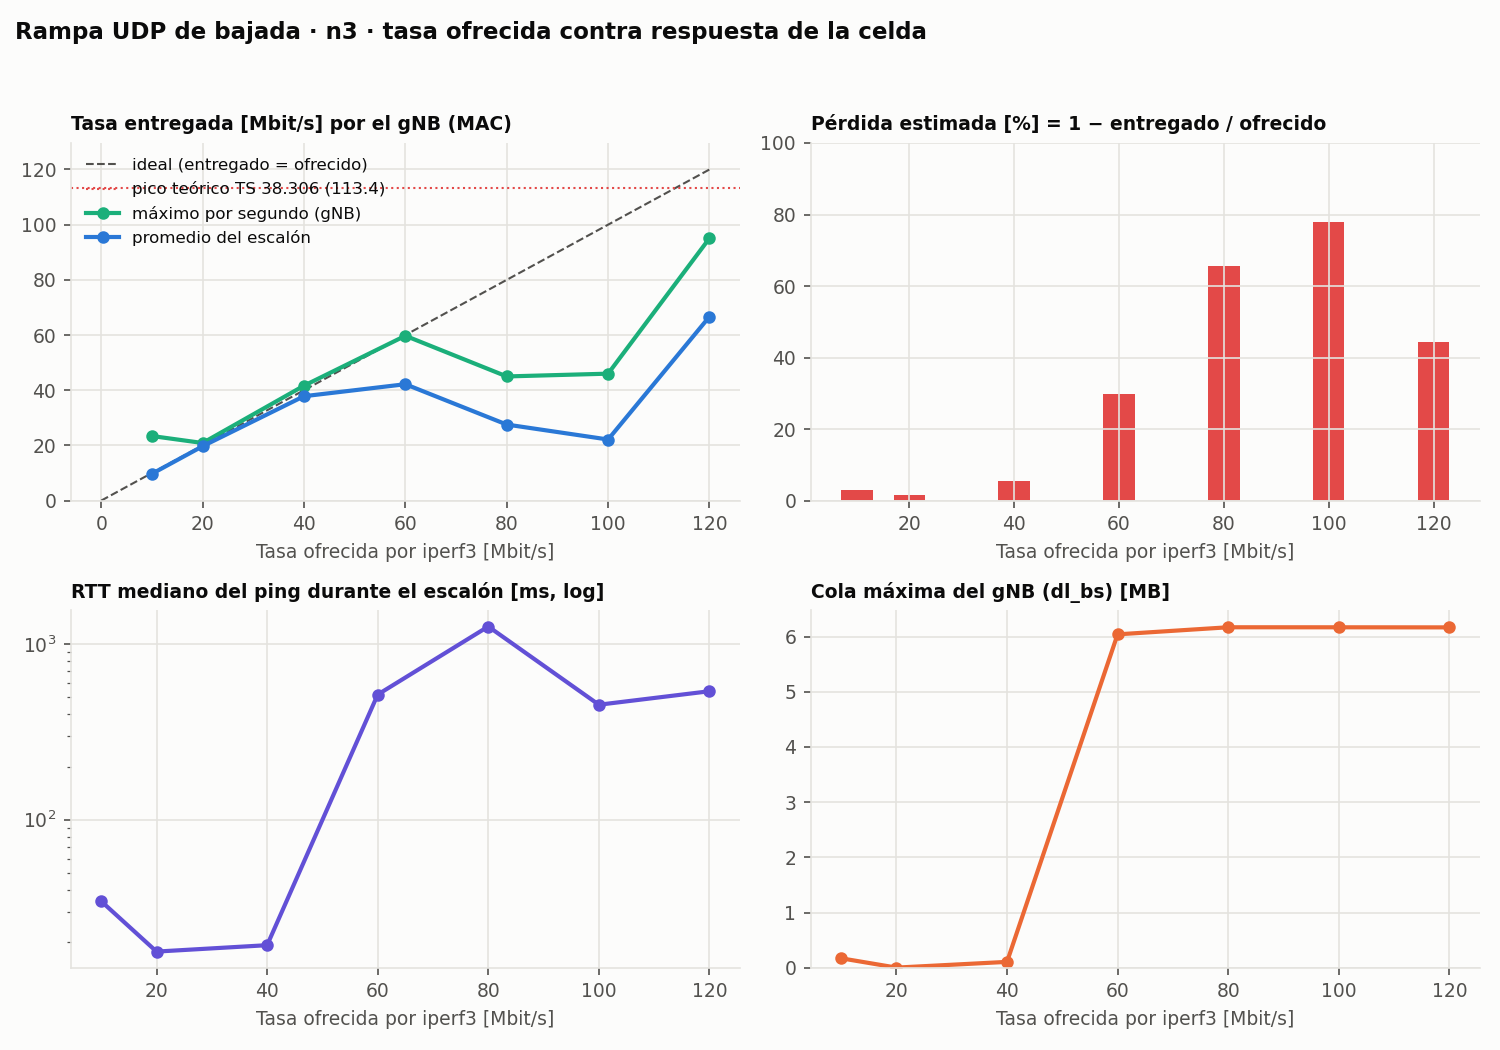 Rampa UDP de bajada · n3 · tasa ofrecida contra respuesta de la celda
Tasa entregada [Mbit/s] por el gNB (MAC)
120
100
80
60
40
20
0
ideal (entregado = ofrecido)
pico teórico TS 38.306 (113.4)
máximo por segundo (gNB)
promedio del escalón
0 20 40 60 80 100 120
Tasa ofrecida por iperf3 [Mbit/s]
Pérdida estimada [%] = 1 − entregado / ofrecido
100
80
60
40
20
0
20 40 60 80 100 120
Tasa ofrecida por iperf3 [Mbit/s]
RTT mediano del ping durante el escalón [ms, log]
10³
10²
20 40 60 80 100 120
Tasa ofrecida por iperf3 [Mbit/s]
Cola máxima del gNB (dl_bs) [MB]
6
5
4
3
2
1
0
20 40 60 80 100 120
Tasa ofrecida por iperf3 [Mbit/s]